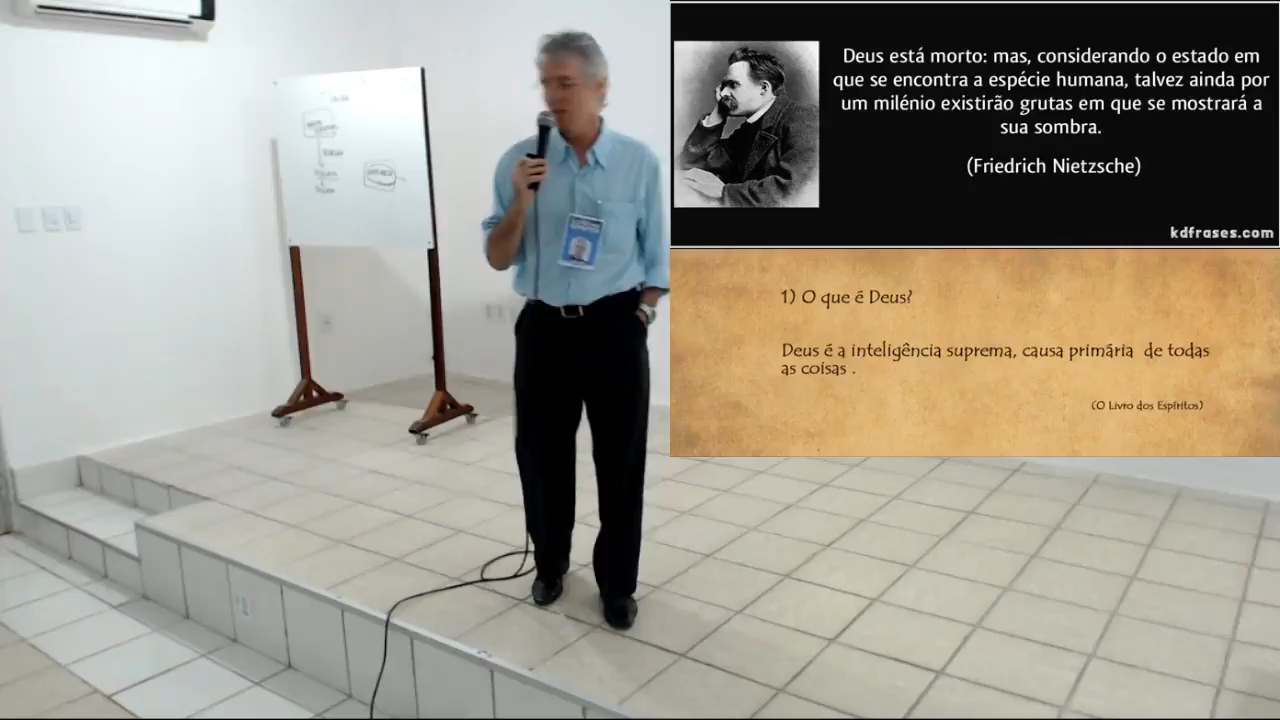 Deus está morto: mas, considerando o estado em
que se encontra a espécie humana, talvez ainda por
um milénio existirão grutas em que se mostrará a
sua sombra.
(Friedrich Nietzsche)
kdfrases.com
1) O que é Deus?
Deus é a inteligência suprema, causa primária de todas
as coisas .
(O Livro dos Espíritos)